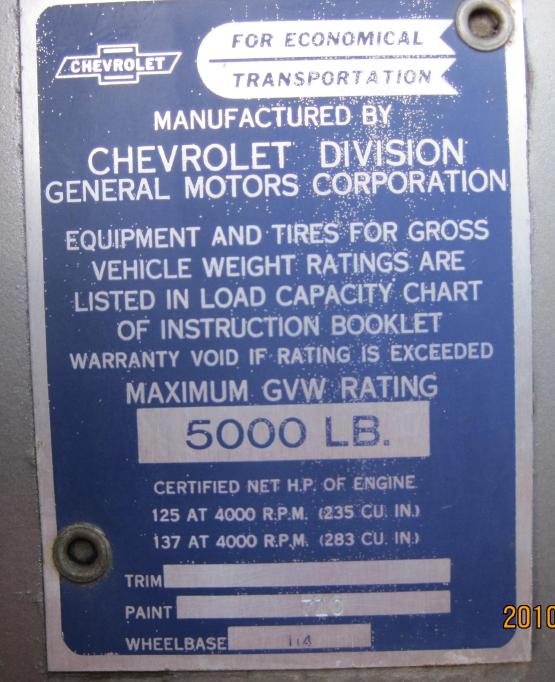 CHEVROLET
FOR ECONOMICAL
TRANSPORTATION
MANUFACTURED BY
CHEVROLET DIVISION
GENERAL MOTORS CORPORATION
EQUIPMENT AND TIRES FOR GROSS
VEHICLE WEIGHT RATINGS ARE
LISTED IN LOAD CAPACITY CHART
OF INSTRUCTION BOOKLET
WARRANTY VOID IF RATING IS EXCEEDED
MAXIMUM GVW RATING
5000 LB.
CERTIFIED NET H.P. OF ENGINE
125 AT 4000 R.P.M. (235 CU. IN.)
137 AT 4000 R.P.M. (283 CU. IN.)
TRIM
PAINT 710
WHEELBASE 114
2010